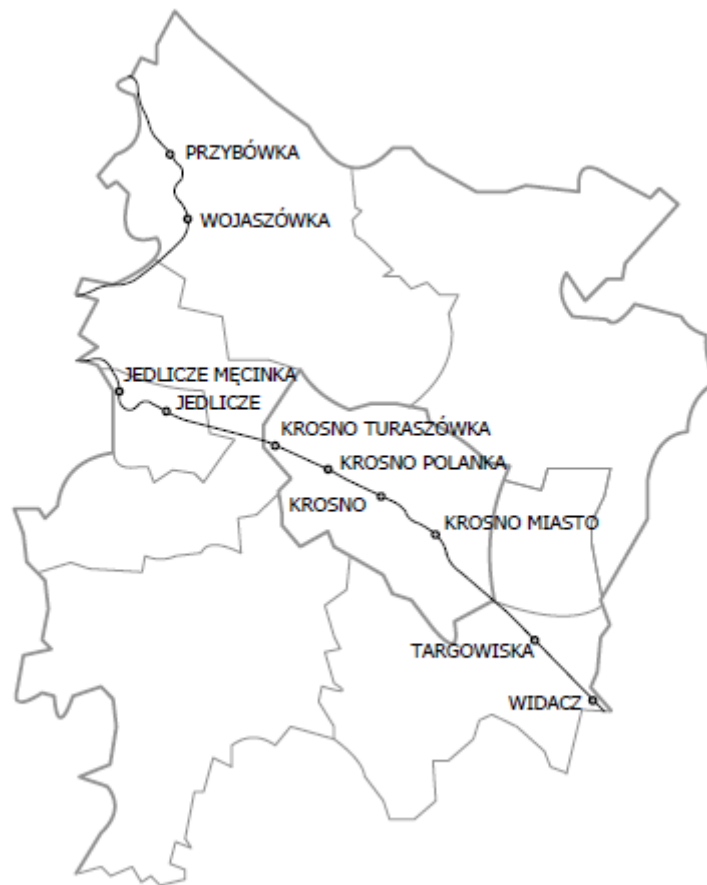 PRZYBÓWKA
WOJASZÓWKA
JEDLICZE MĘCINKA
JEDLICZE
KROSNO TURASZÓWKA
KROSNO POLANKA
KROSNO
KROSNO MIASTO
TARGOWISKA
WIDACZ